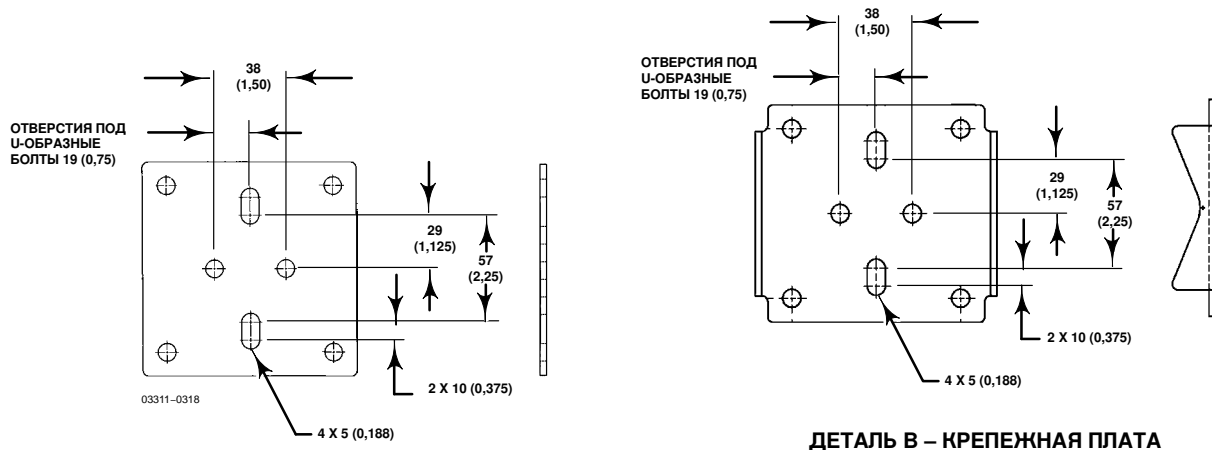 38
(1,50)
ОТВЕРСТИЯ ПОД
U-ОБРАЗНЫЕ
БОЛТЫ 19 (0,75)
29
(1,125)
57
(2,25)
2 X 10 (0,375)
03311–0318
4 X 5 (0,188)
38
(1,50)
ОТВЕРСТИЯ ПОД
U-ОБРАЗНЫЕ
БОЛТЫ 19 (0,75)
29
(1,125)
57
(2,25)
2 X 10 (0,375)
4 X 5 (0,188)
ДЕТАЛЬ B – КРЕПЕЖНАЯ ПЛАТА